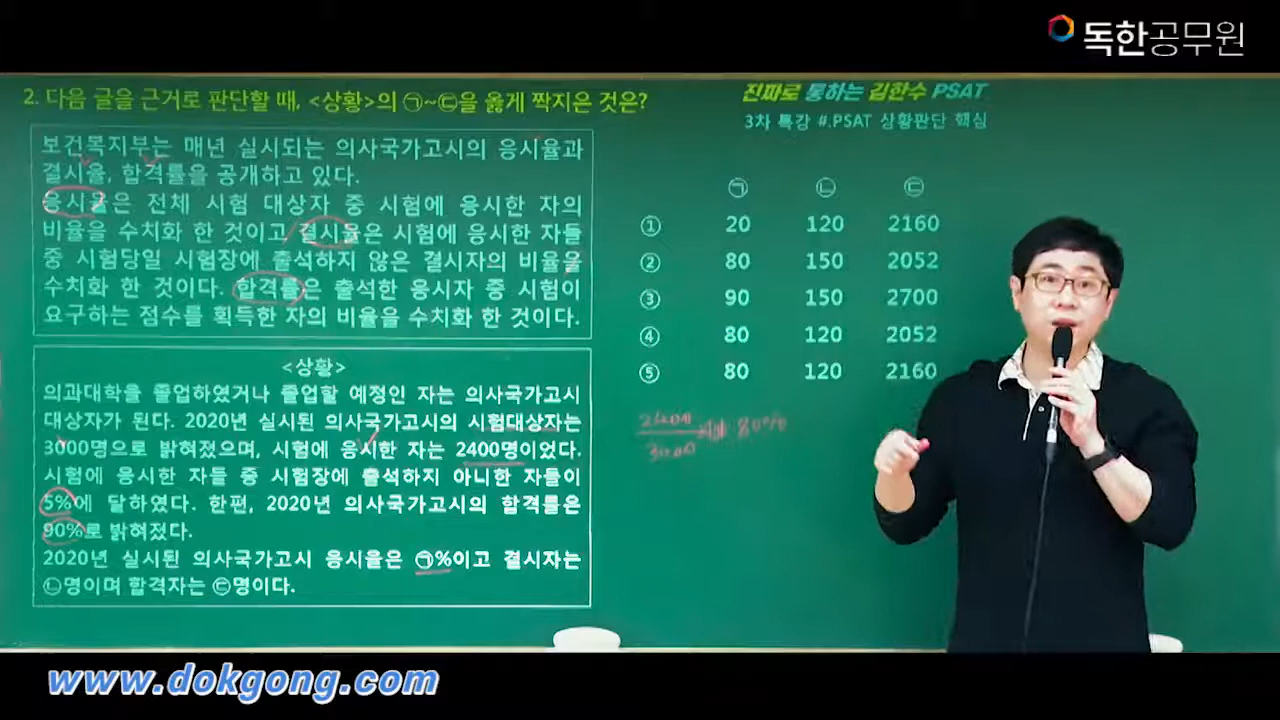 독한공무원
2. 다음 글을 근거로 판단할 때, <상황>의 ㉠~㉢을 옳게 짝지은 것은?
보건복지부는 매년 실시되는 의사국가고시의 응시율과
결시율, 합격률을 공개하고 있다.
응시율은 전체 시험 대상자 중 시험에 응시한 자의
비율을 수치화 한 것이고 결시율은 시험에 응시한 자들
중 시험당일 시험장에 출석하지 않은 결시자의 비율을
수치화 한 것이다. 합격률은 출석한 응시자 중 시험이
요구하는 점수를 획득한 자의 비율을 수치화 한 것이다.
<상황>
의과대학을 졸업하였거나 졸업할 예정인 자는 의사국가고시
대상자가 된다. 2020년 실시된 의사국가고시의 시험대상자는
3000명으로 밝혀졌으며, 시험에 응시한 자는 2400명이었다.
시험에 응시한 자들 중 시험장에 출석하지 아니한 자들이
5%에 달하였다. 한편, 2020년 의사국가고시의 합격률은
90%로 밝혀졌다.
2020년 실시된 의사국가고시 응시율은 ㉠%이고 결시자는
㉡명이며 합격자는 ㉢명이다.
진짜로 통하는 김한수 PSAT
3차 특강 #.PSAT 상황판단 핵심
㉠ ㉡ ㉢
① 20 120 2160
② 80 150 2052
③ 90 150 2700
④ 80 120 2052
⑤ 80 120 2160
80%
3000
www.dokgong.com